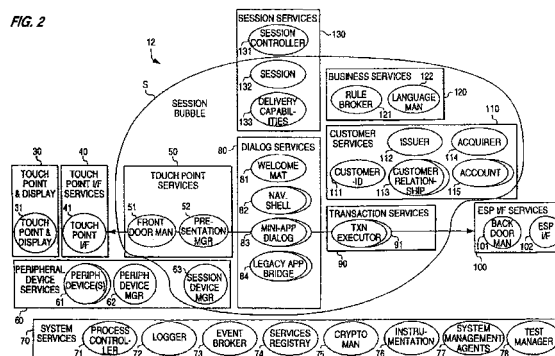 FIG. 2
12
S
SESSION BUBBLE
SESSION SERVICES
130
SESSION CONTROLLER
131
SESSION
132
DELIVERY CAPABIL-ITIES
133
BUSINESS SERVICES
122
RULE BROKER
LANGUAGE MAN
121
120
110
CUSTOMER SERVICES
ISSUER
ACQUIRER
112
114
CUSTOMER -ID
CUSTOMER RELATION-SHIP
ACCOUNT
111
113
115
30
TOUCH POINT & DISPLAY
31
TOUCH POINT & DISPLAY
40
TOUCH POINT I/F SERVICES
41
TOUCH POINT I/F
50
TOUCH POINT SERVICES
51
52
FRONT DOOR MAN
PRE-SENTATION MGR
80
DIALOG SERVICES
WELCOME MAT
81
NAV. SHELL
82
MINI-APP DIALOG
83
LEGACY APP BRIDGE
84
TRANSACTION SERVICES
TXN EXECUTOR
91
90
ESP I/F SERVICES
BACK DOOR MAN
ESP I/F
101
102
100
PERIPHERAL DEVICE SERVICES
PERIPH DEVICE(S)
61
PERIPH DEVICE MGR
62
SESSION DEVICE MGR
63
60
70
SYSTEM SERVICES
PROCESS CONTROLLER
LOGGER
EVENT BROKER
SERVICES REGISTRY
CRYPTO MAN
INSTRUMENTATION
SYSTEM MANAGEMENT AGENTS
TEST MANAGER
71
72
73
74
75
76
77
78